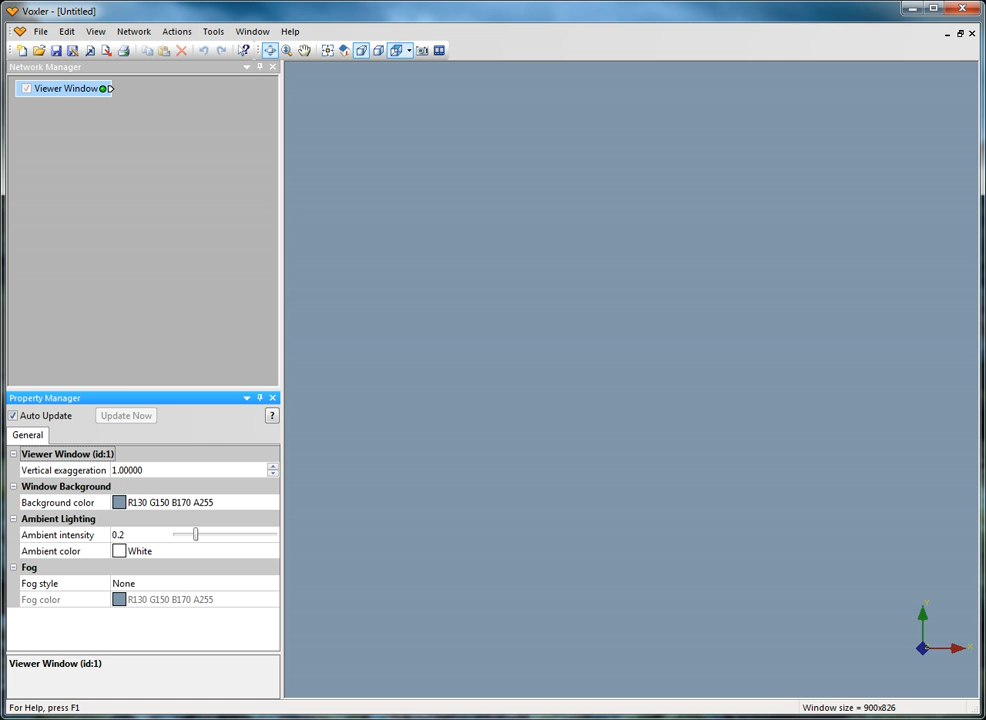 Voxler - [Untitled]
File Edit View Network Actions Tools Window Help
Network Manager
Viewer Window
Property Manager
Auto Update Update Now ?
General
Viewer Window (id:1)
Vertical exaggeration 1.00000
Window Background
Background color R130 G150 B170 A255
Ambient Lighting
Ambient intensity 0.2
Ambient color White
Fog
Fog style None
Fog color R130 G150 B170 A255
Viewer Window (id:1)
For Help, press F1 Window size = 900x826